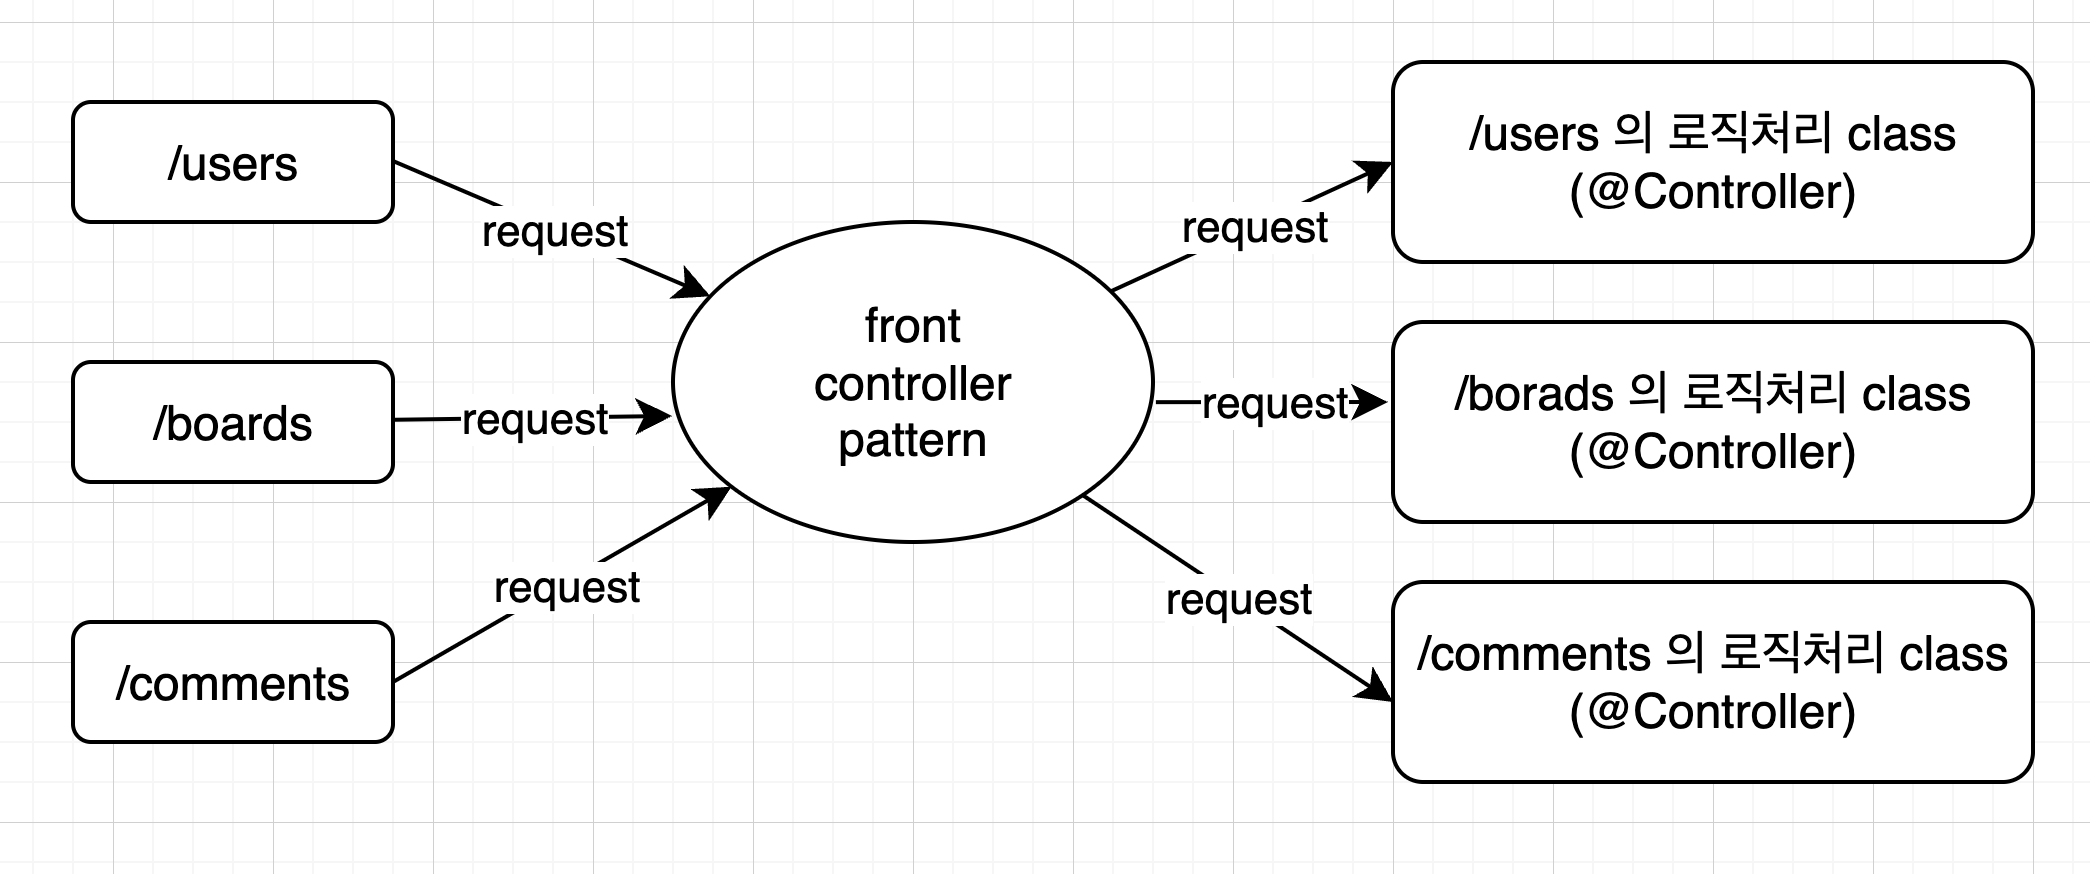 /users
request
/boards
request
/comments
request
front
controller
pattern
request
/users 의 로직처리 class
(@Controller)
request
/borads 의 로직처리 class
(@Controller)
request
/comments 의 로직처리 class
(@Controller)